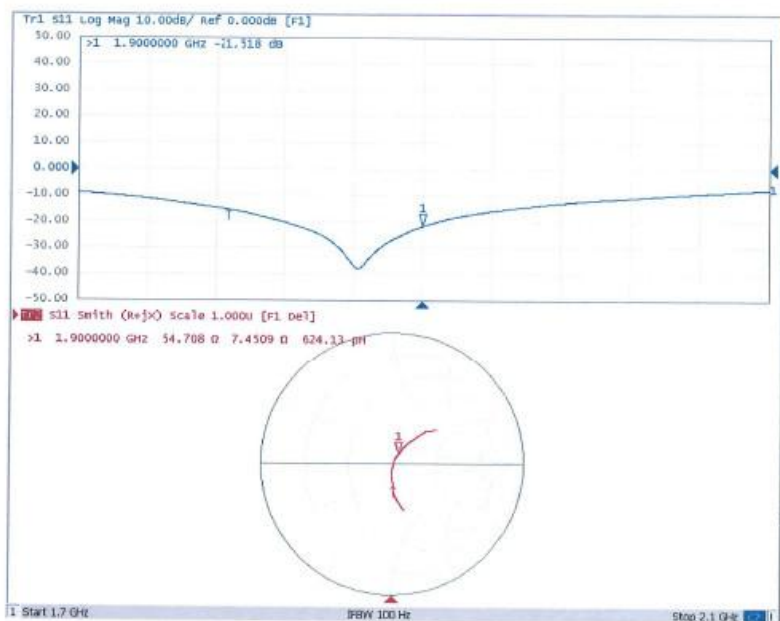 Tr1 S11 Log Mag 10.00dB/ Ref 0.000dB [F1]
50.00
>1 1.9000000 GHz -21.518 dB
40.00
30.00
20.00
10.00
0.000
-10.00
1
1
-20.00
-30.00
-40.00
-50.00
S11 Smith (R+jX) Scale 1.000U [F1 Del]
>1 1.9000000 GHz 54.708 Ω 7.4509 Ω 624.13 pH
1
1 Start 1.7 GHz
IFBW 100 Hz
Stop 2.1 GHz